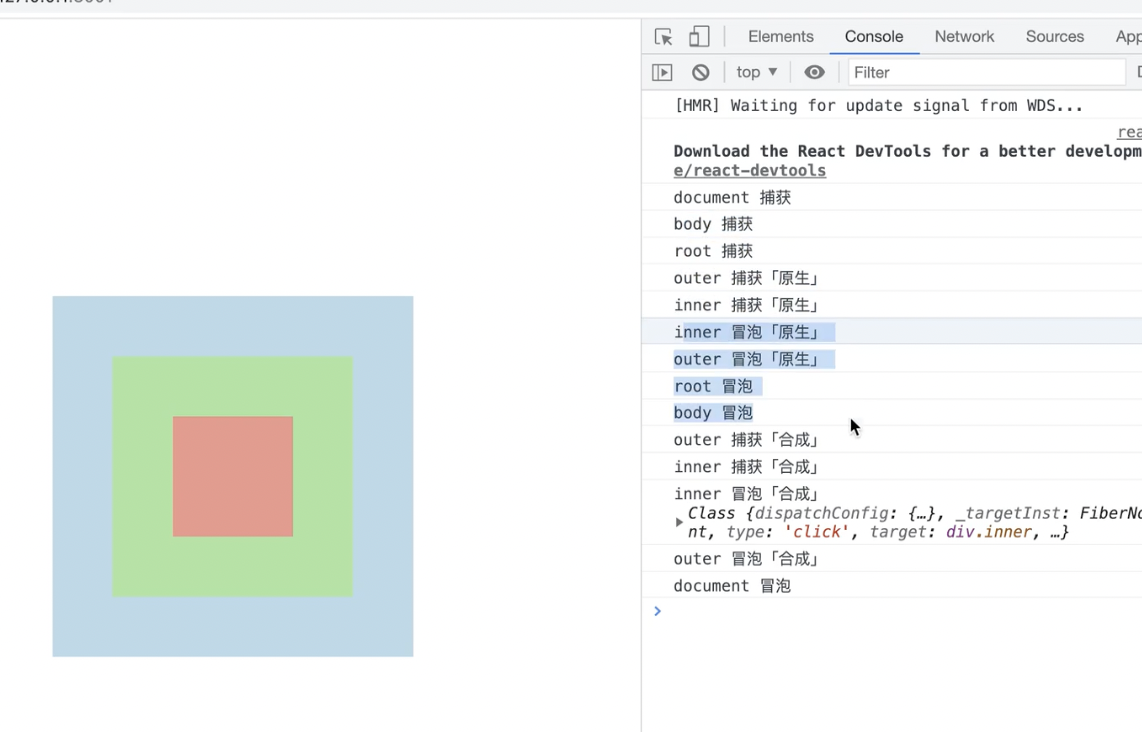 Elements Console Network Sources App
top ▼ Filter
[HMR] Waiting for update signal from WDS...
rea
Download the React DevTools for a better developm
e/react-devtools
document 捕获
body 捕获
root 捕获
outer 捕获「原生」
inner 捕获「原生」
inner 冒泡「原生」
outer 冒泡「原生」
root 冒泡
body 冒泡
outer 捕获「合成」
inner 捕获「合成」
inner 冒泡「合成」
Class {dispatchConfig: {…}, _targetInst: FiberNo
nt, type: 'click', target: div.inner, …}
outer 冒泡「合成」
document 冒泡